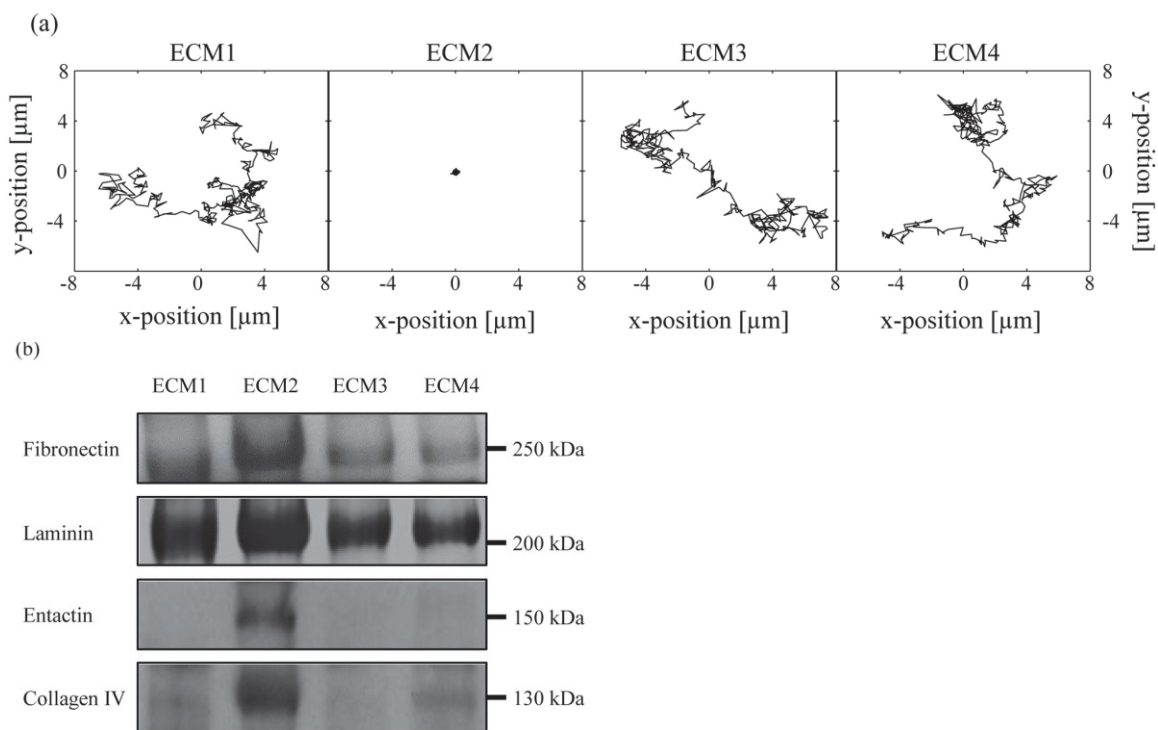 (a)
ECM1 ECM2 ECM3 ECM4
8 8
4 4
0 0
-4 -4
y-position [µm] y-position [µm]
8 -4 0 4 8 -4 0 4 8 -4 0 4 8 -4 0 4 8
x-position [µm] x-position [µm] x-position [µm] x-position [µm]
(b)
ECM1 ECM2 ECM3 ECM4
Fibronectin 250 kDa
Laminin 200 kDa
Entactin 150 kDa
Collagen IV 130 kDa